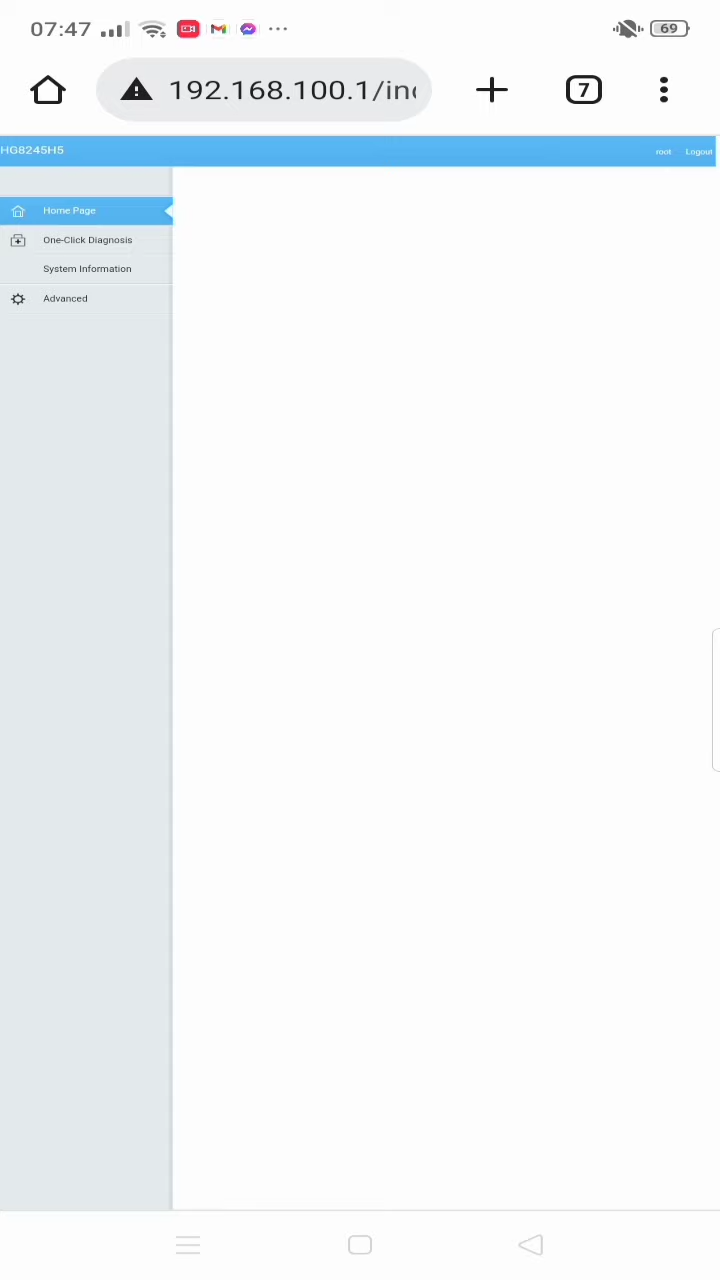 07:47
69
192.168.100.1/ind
7
HG8245H5
root Logout
Home Page
One-Click Diagnosis
System Information
Advanced